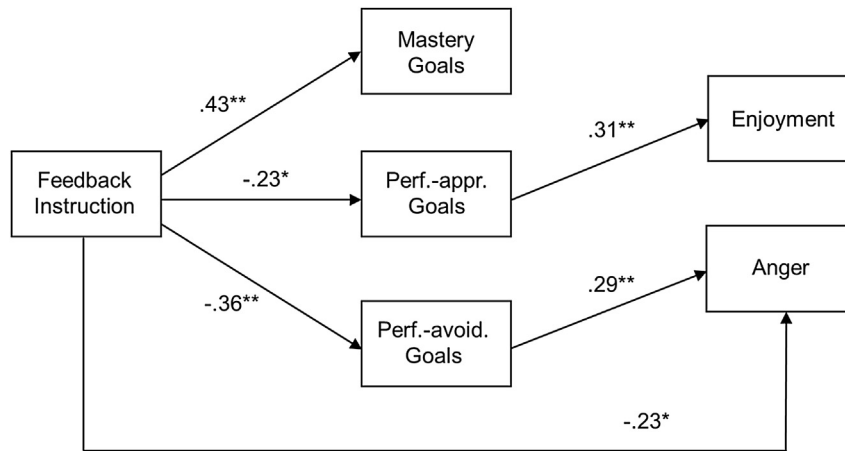 Mastery
Goals
.43**
Enjoyment
.31**
Feedback
Instruction
-.23*
Perf.-appr.
Goals
Anger
-.36**
.29**
Perf.-avoid.
Goals
-.23*